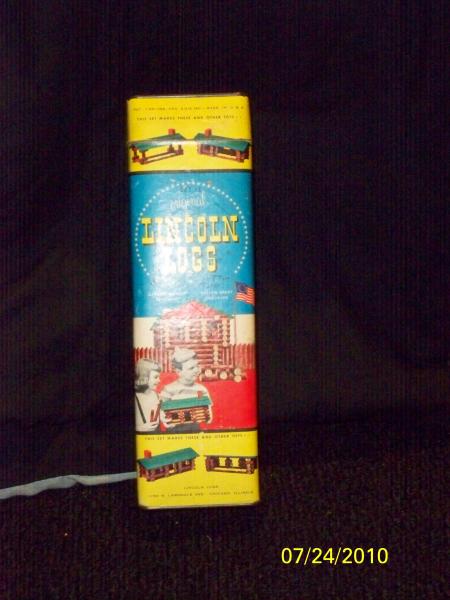 THIS SET MAKES THESE AND OTHER TOYS
original
LINCOLN
LOGS
THIS SET MAKES THESE AND OTHER TOYS
LINCOLN LOGS
CHICAGO, ILLINOIS
07/24/2010